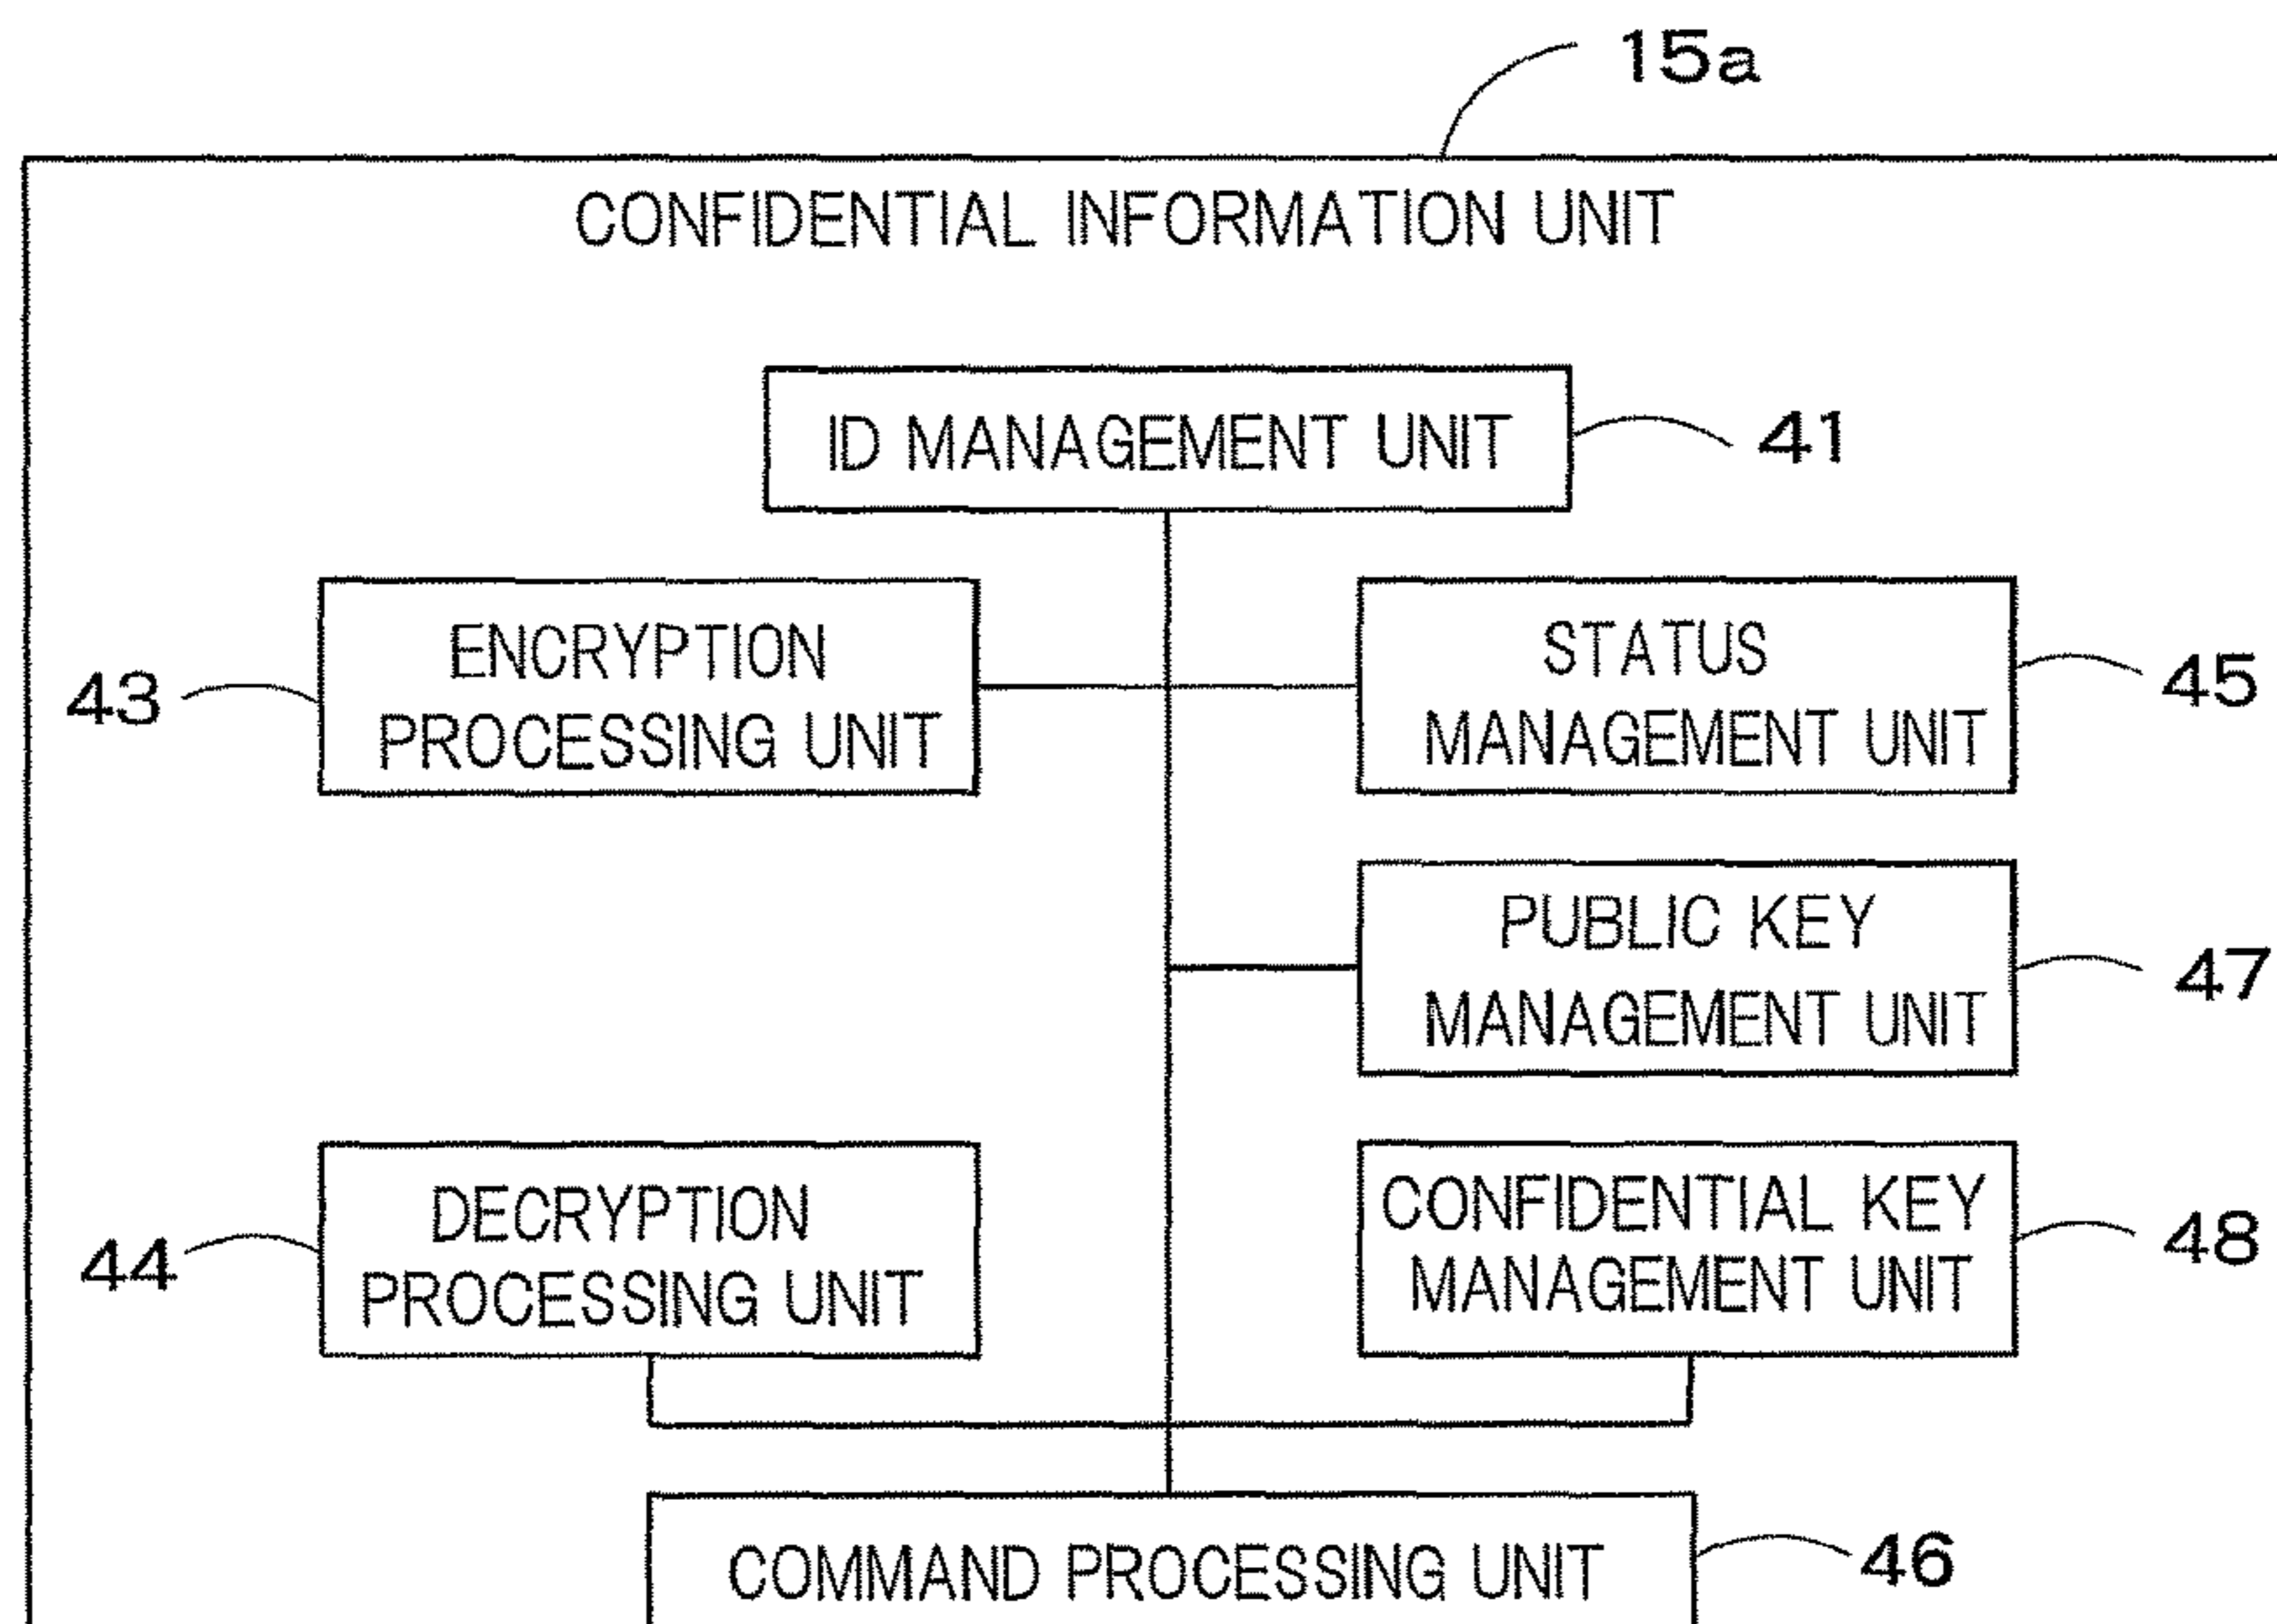 15a
CONFIDENTIAL INFORMATION UNIT
ID MANAGEMENT UNIT
41
ENCRYPTION
PROCESSING UNIT
43
STATUS
MANAGEMENT UNIT
45
PUBLIC KEY
MANAGEMENT UNIT
47
DECRYPTION
PROCESSING UNIT
44
CONFIDENTIAL KEY
MANAGEMENT UNIT
48
COMMAND PROCESSING UNIT
46